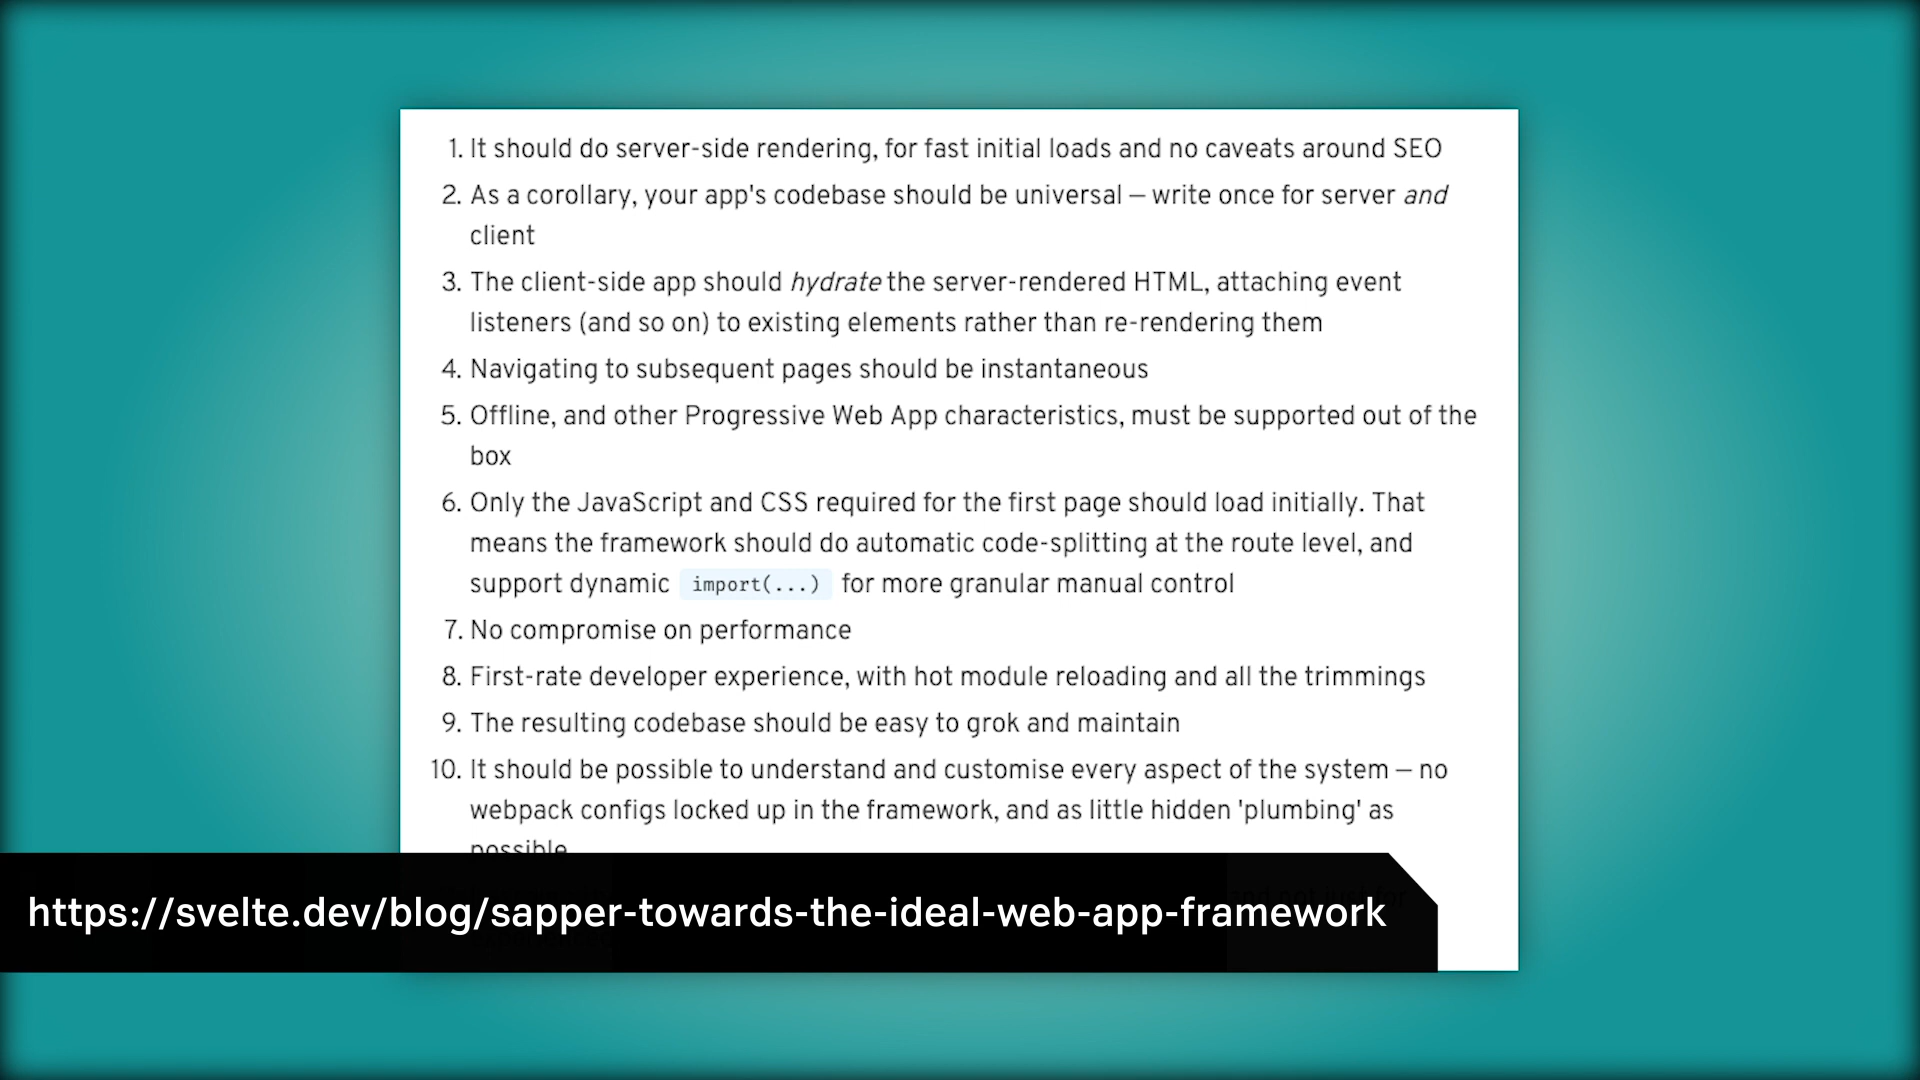 1. It should do server-side rendering, for fast initial loads and no caveats around SEO
2. As a corollary, your app's codebase should be universal — write once for server and
client
3. The client-side app should hydrate the server-rendered HTML, attaching event
listeners (and so on) to existing elements rather than re-rendering them
4. Navigating to subsequent pages should be instantaneous
5. Offline, and other Progressive Web App characteristics, must be supported out of the
box
6. Only the JavaScript and CSS required for the first page should load initially. That
means the framework should do automatic code-splitting at the route level, and
support dynamic import(...) for more granular manual control
7. No compromise on performance
8. First-rate developer experience, with hot module reloading and all the trimmings
9. The resulting codebase should be easy to grok and maintain
10. It should be possible to understand and customise every aspect of the system — no
webpack configs locked up in the framework, and as little hidden 'plumbing' as
possible
https://svelte.dev/blog/sapper-towards-the-ideal-web-app-framework